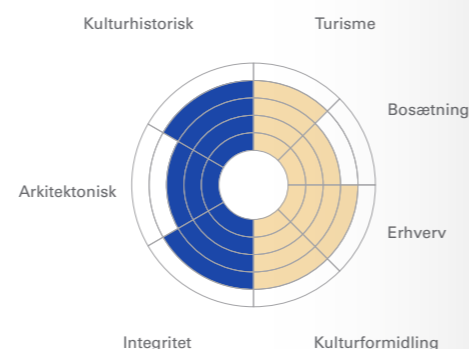 Kulturhistorisk
Turisme
Bosætning
Arkitektonisk
Erhverv
Integritet
Kulturformidling